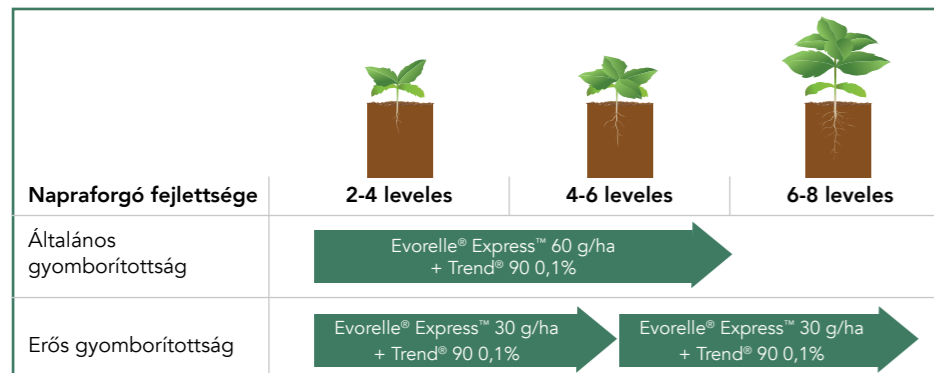 Napraforgó fejlettsége
2-4 leveles
4-6 leveles
6-8 leveles
Általános
gyomborítottság
Evorelle® Express™ 60 g/ha
+ Trend® 90 0,1%
Erős gyomborítottság
Evorelle® Express™ 30 g/ha
+ Trend® 90 0,1%
Evorelle® Express™ 30 g/ha
+ Trend® 90 0,1%